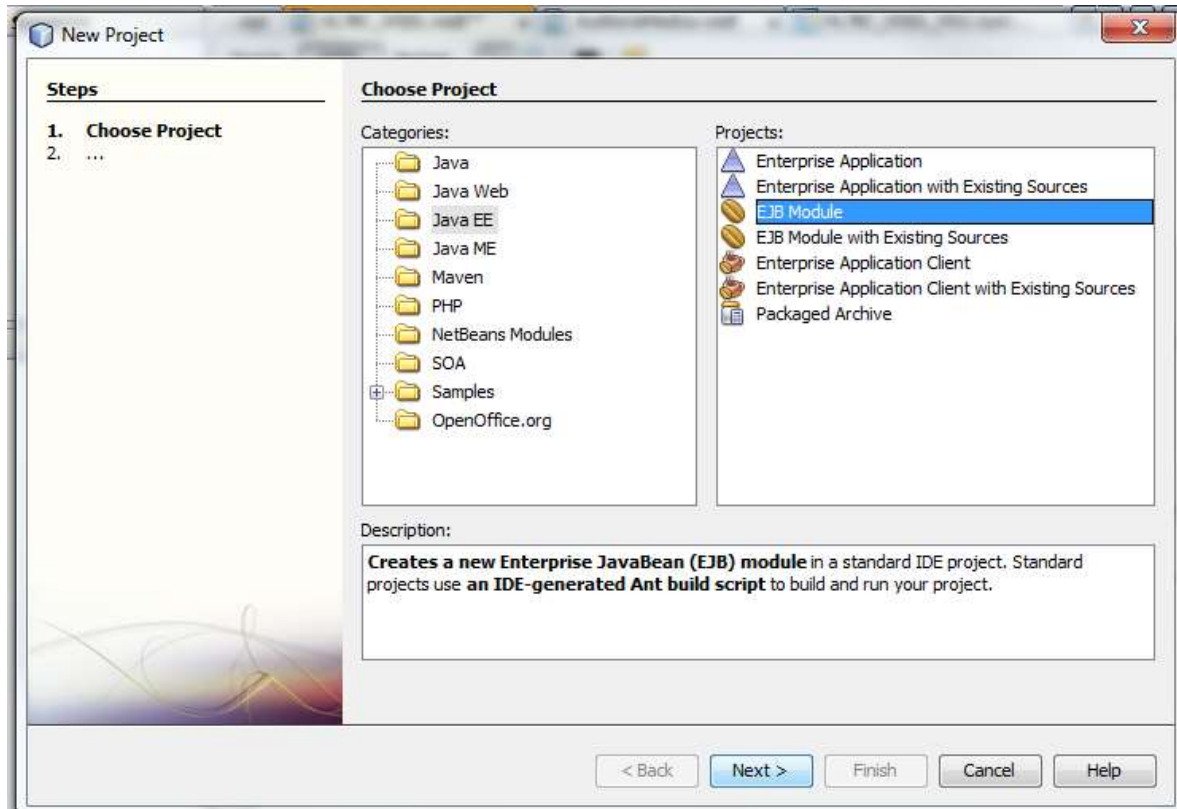 New Project
Steps
1. Choose Project
2. ...
Choose Project
Categories:
Java
Java Web
Java EE
Java ME
Maven
PHP
NetBeans Modules
SOA
Samples
OpenOffice.org
Projects:
Enterprise Application
Enterprise Application with Existing Sources
EJB Module
EJB Module with Existing Sources
Enterprise Application Client
Enterprise Application Client with Existing Sources
Packaged Archive
Description:
Creates a new Enterprise JavaBean (EJB) module in a standard IDE project. Standard
projects use an IDE-generated Ant build script to build and run your project.
< Back
Next >
Finish
Cancel
Help